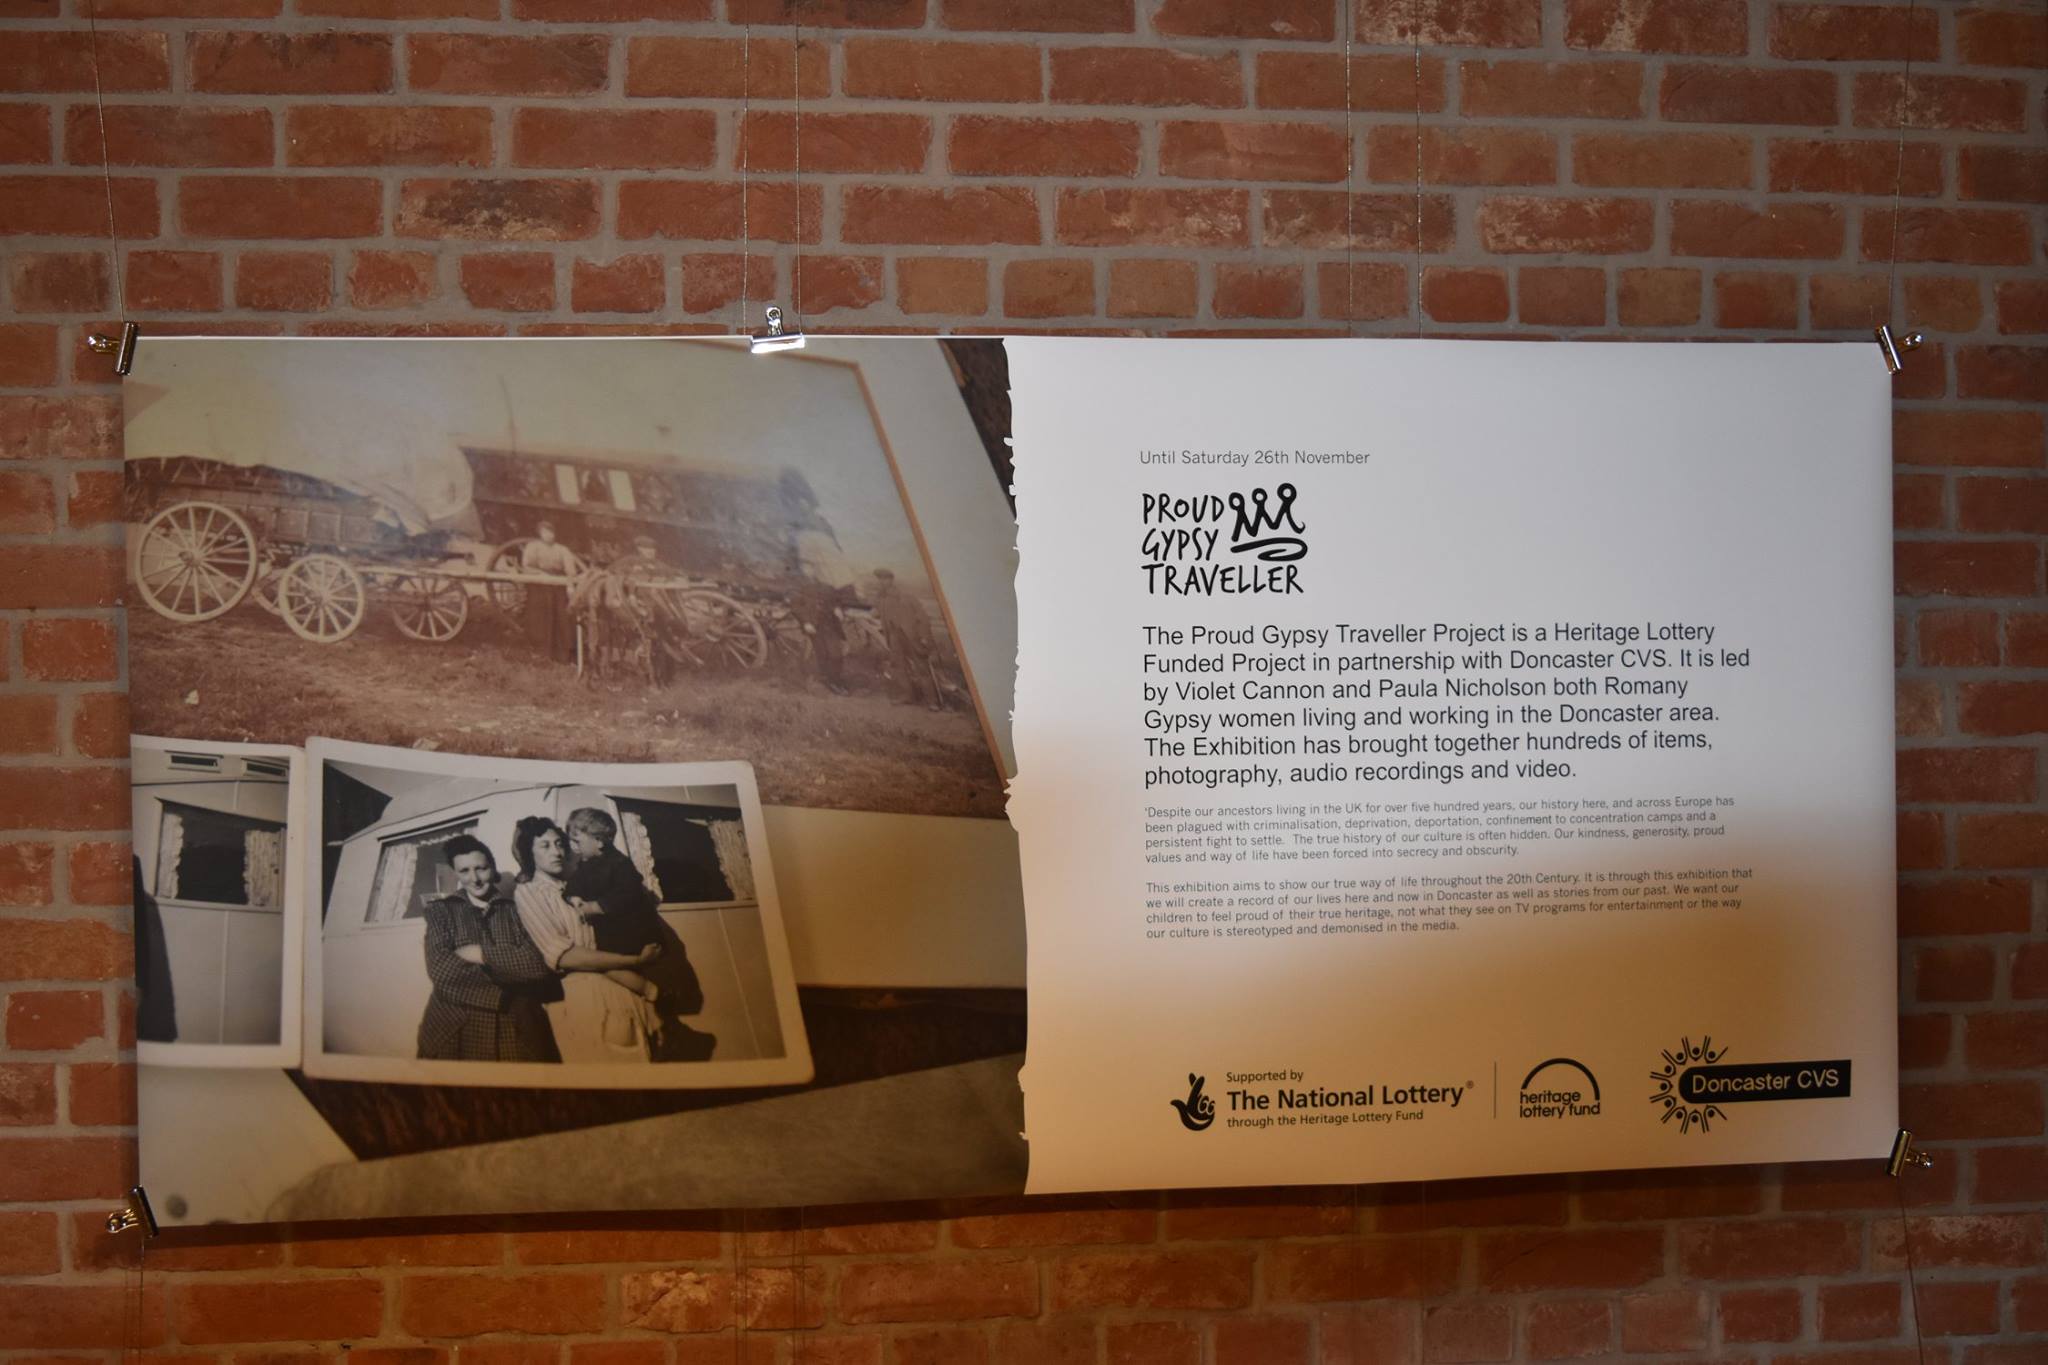 Until Saturday 26th November
PROUD
GYPSY
TRAVELLER
The Proud Gypsy Traveller Project is a Heritage Lottery
Funded Project in partnership with Doncaster CVS. It is led
by Violet Cannon and Paula Nicholson both Romany
Gypsy women living and working in the Doncaster area.
The Exhibition has brought together hundreds of items,
photography, audio recordings and video.
'Despite our ancestors living in the UK for over five hundred years, our history here, and across Europe has
been plagued with criminalisation, deprivation, deportation, confinement to concentration camps and a
persistent fight to settle. The true history of our culture is often hidden. Our kindness, generosity, proud
values and way of life have been forced into secrecy and obscurity.
This exhibition aims to show our true way of life throughout the 20th Century. It is through this exhibition that
we will create a record of our lives here and now in Doncaster as well as stories from our past. We want our
children to feel proud of their true heritage, not what they see on TV programs for entertainment or the way
our culture is stereotyped and demonised in the media.
Supported by
The National Lottery®
through the Heritage Lottery Fund
heritage
lottery fund
Doncaster CVS